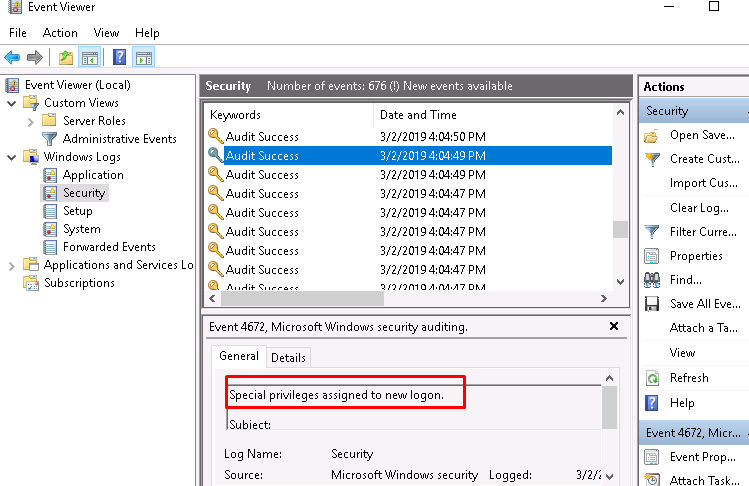 Event Viewer
File Action View Help
Event Viewer (Local)
Custom Views
Server Roles
Administrative Events
Windows Logs
Application
Security
Setup
System
Forwarded Events
Applications and Services Lo
Subscriptions
Security Number of events: 676 (!) New events available
Keywords Date and Time
Audit Success 3/2/2019 4:04:50 PM
Audit Success 3/2/2019 4:04:49 PM
Audit Success 3/2/2019 4:04:49 PM
Audit Success 3/2/2019 4:04:47 PM
Audit Success 3/2/2019 4:04:47 PM
Audit Success 3/2/2019 4:04:47 PM
Audit Success 3/2/2019 4:04:47 PM
Audit Success 3/2/2019 4:04:47 PM
Audit Success 3/2/2019 4:04:47 PM
Event 4672, Microsoft Windows security auditing.
General Details
Special privileges assigned to new logon.
Subject:
Log Name: Security
Source: Microsoft Windows security Logged: 3/2/2
Actions
Security
Open Save...
Create Cust...
Import Cus...
Clear Log...
Filter Curre...
Properties
Find...
Save All Eve...
Attach a Ta...
View
Refresh
Help
Event 4672, Micr...
Event Prop...
Attach Task...